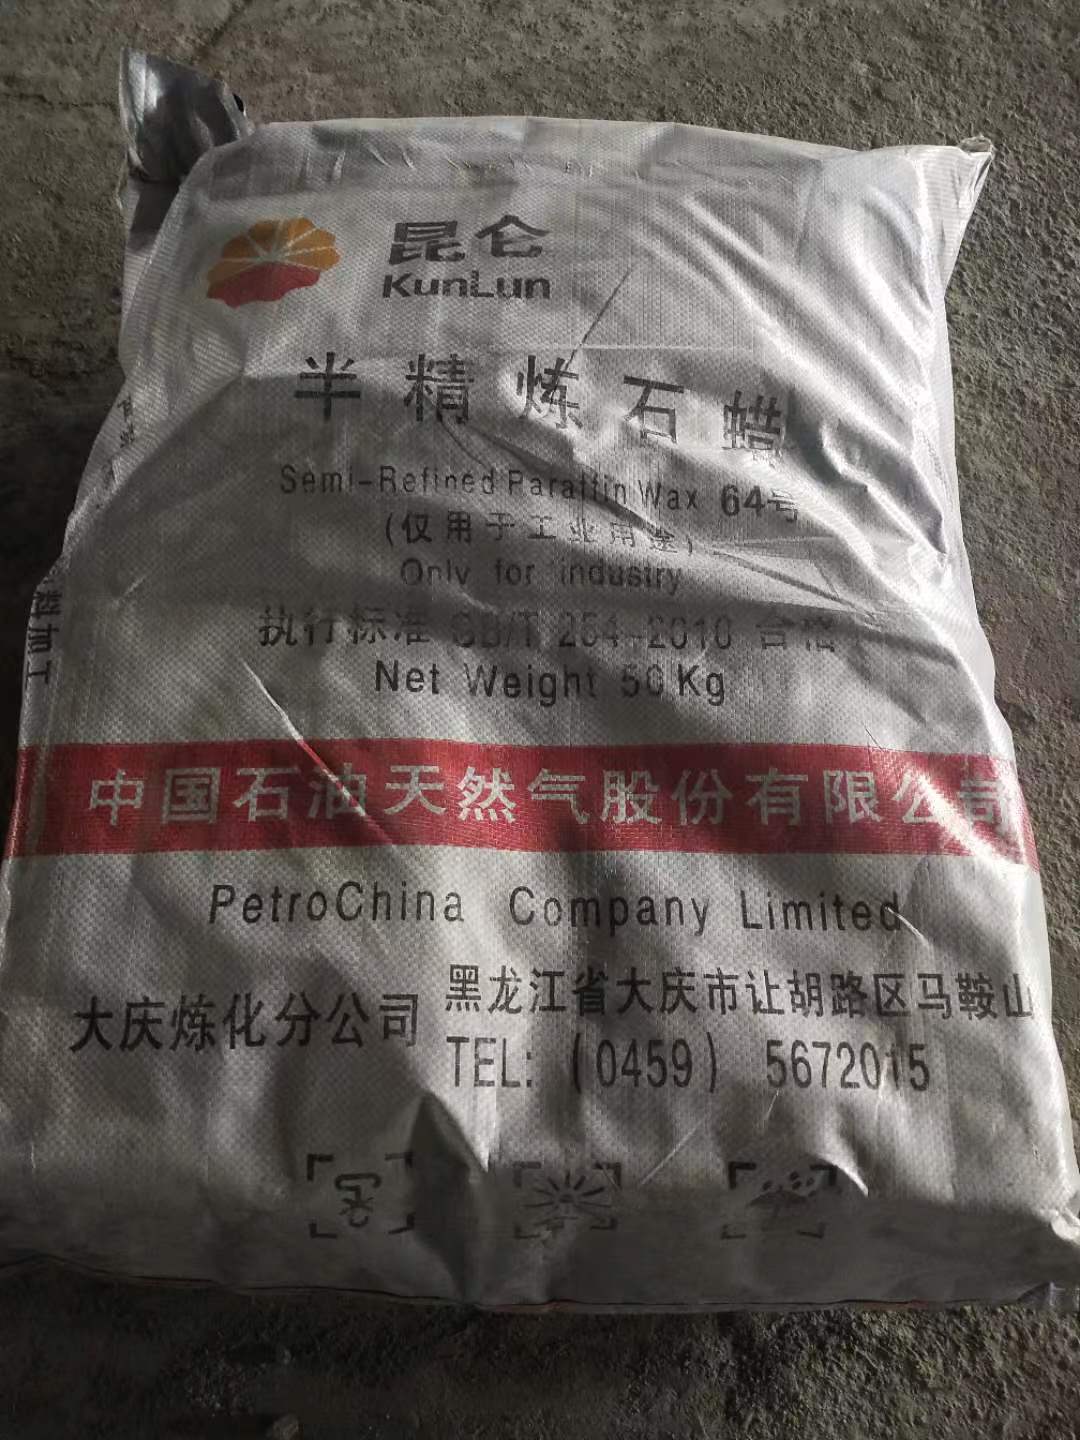 昆仑
KunLun
半精炼石蜡
Semi-Refined Paraffin Wax 64号
(仅用于工业用途)
Only for industry
执行标准 GB/T 254-2010 合格
Net Weight 50Kg
料加工
中国石油天然气股份有限公司
PetroChina Company Limited
大庆炼化分公司
黑龙江省大庆市让胡路区马鞍山
TEL: (0459) 5672015